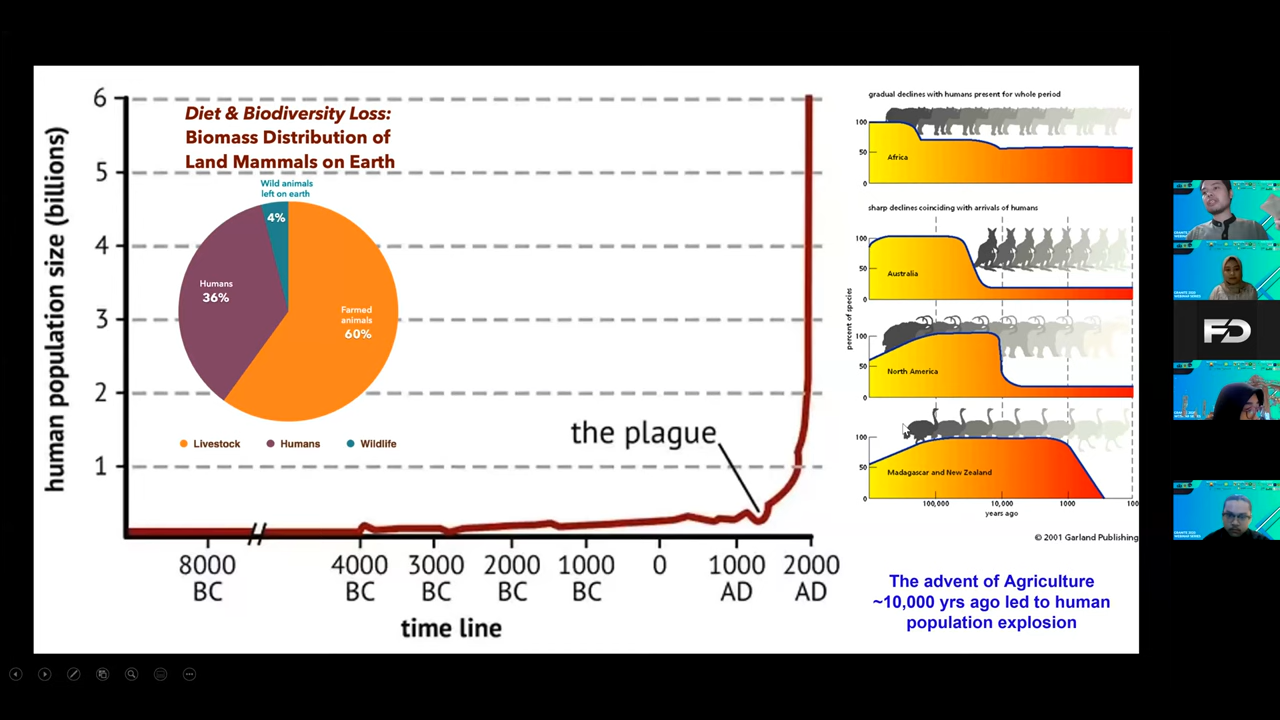 6
5
4
3
2
1
human population size (billions)
Diet & Biodiversity Loss:
Biomass Distribution of
Land Mammals on Earth
Wild animals
left on earth
4%
Humans
36%
Farmed
animals
60%
Livestock
Humans
Wildlife
the plague
8000
BC
4000
BC
3000
BC
2000
BC
1000
BC
0
1000
AD
2000
AD
time line
gradual declines with humans present for whole period
100
50
0
Africa
sharp declines coinciding with arrivals of humans
100
50
0
Australia
percent of species
100
50
0
North America
100
50
0
Madagascar and New Zealand
100,000
10,000
1000
100
years ago
© 2001 Garland Publishing
The advent of Agriculture
~10,000 yrs ago led to human
population explosion
FD